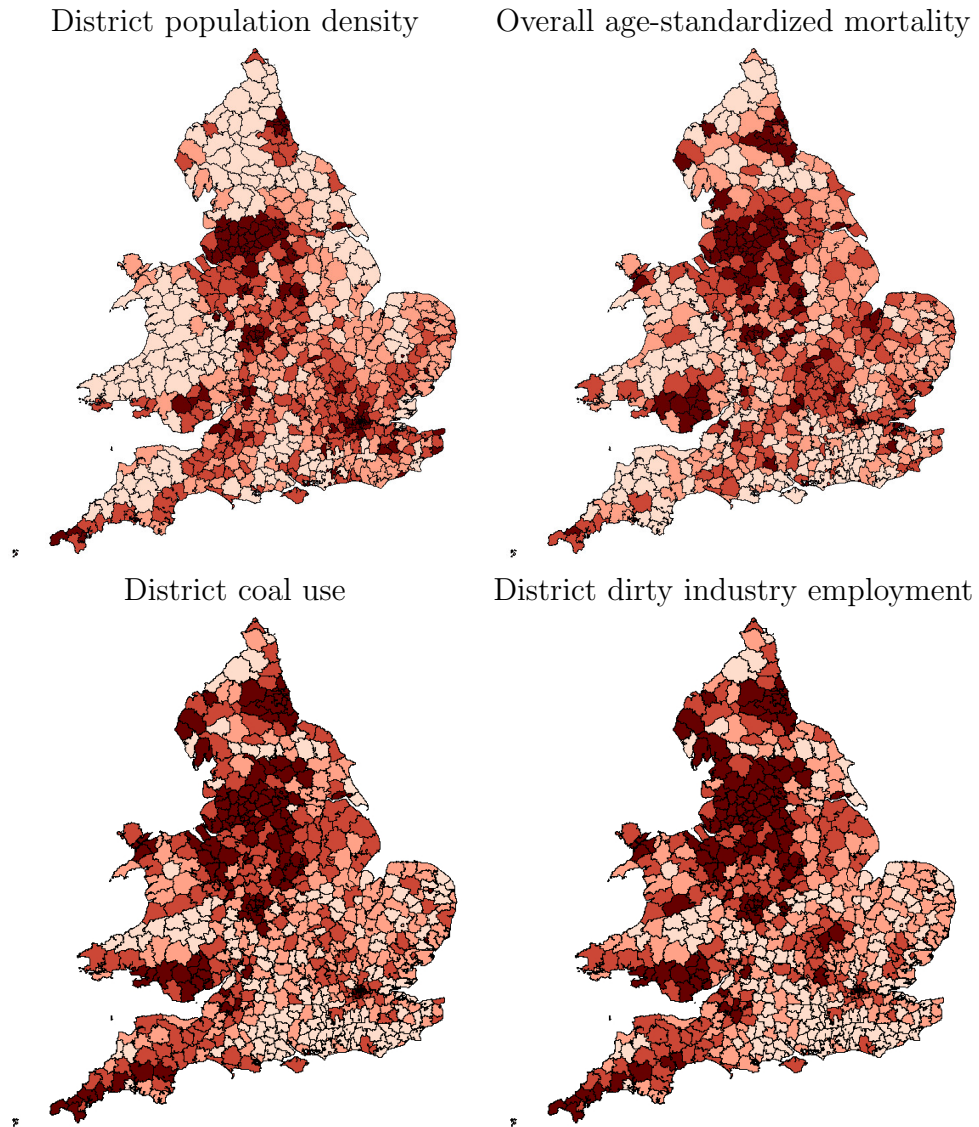 District population density
Overall age-standardized mortality
District coal use
District dirty industry employment